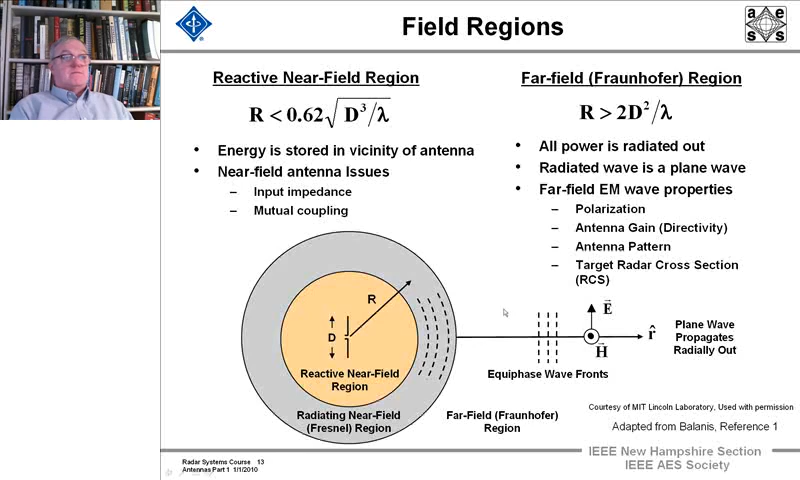 Field Regions
a e
s s
Reactive Near-Field Region
R < 0.62√D³/λ
• Energy is stored in vicinity of antenna
• Near-field antenna Issues
– Input impedance
– Mutual coupling
Far-field (Fraunhofer) Region
R > 2D²/λ
• All power is radiated out
• Radiated wave is a plane wave
• Far-field EM wave properties
– Polarization
– Antenna Gain (Directivity)
– Antenna Pattern
– Target Radar Cross Section
(RCS)
R
D
Reactive Near-Field
Region
Radiating Near-Field
(Fresnel) Region
Far-Field (Fraunhofer)
Region
Equiphase Wave Fronts
E⃗
H⃗
r̂
Plane Wave
Propagates
Radially Out
Courtesy of MIT Lincoln Laboratory, Used with permission
Adapted from Balanis, Reference 1
Radar Systems Course 13
Antennas Part 1 1/1/2010
IEEE New Hampshire Section
IEEE AES Society